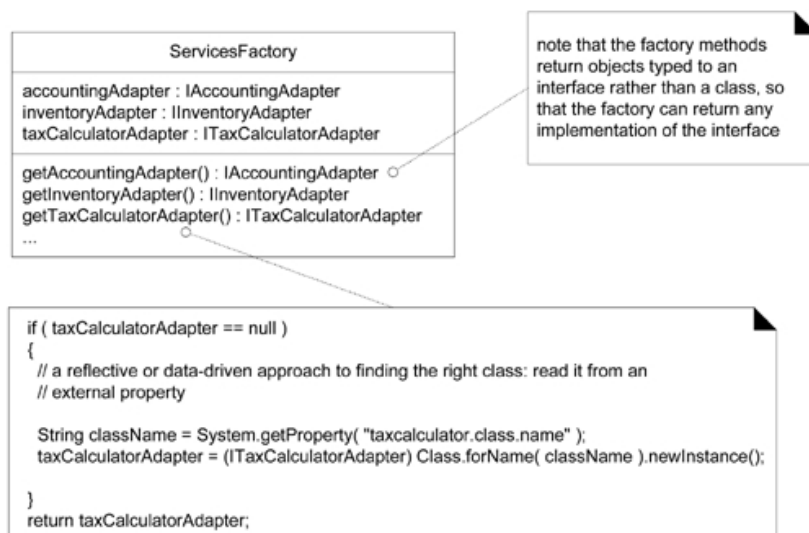 ServicesFactory
accountingAdapter : IAccountingAdapter
inventoryAdapter : IInventoryAdapter
taxCalculatorAdapter : ITaxCalculatorAdapter
getAccountingAdapter() : IAccountingAdapter
getInventoryAdapter() : IInventoryAdapter
getTaxCalculatorAdapter() : ITaxCalculatorAdapter
...
note that the factory methods
return objects typed to an
interface rather than a class, so
that the factory can return any
implementation of the interface
if ( taxCalculatorAdapter == null )
{
// a reflective or data-driven approach to finding the right class: read it from an
// external property
String className = System.getProperty( "taxcalculator.class.name" );
taxCalculatorAdapter = (ITaxCalculatorAdapter) Class.forName( className ).newInstance();
}
return taxCalculatorAdapter;